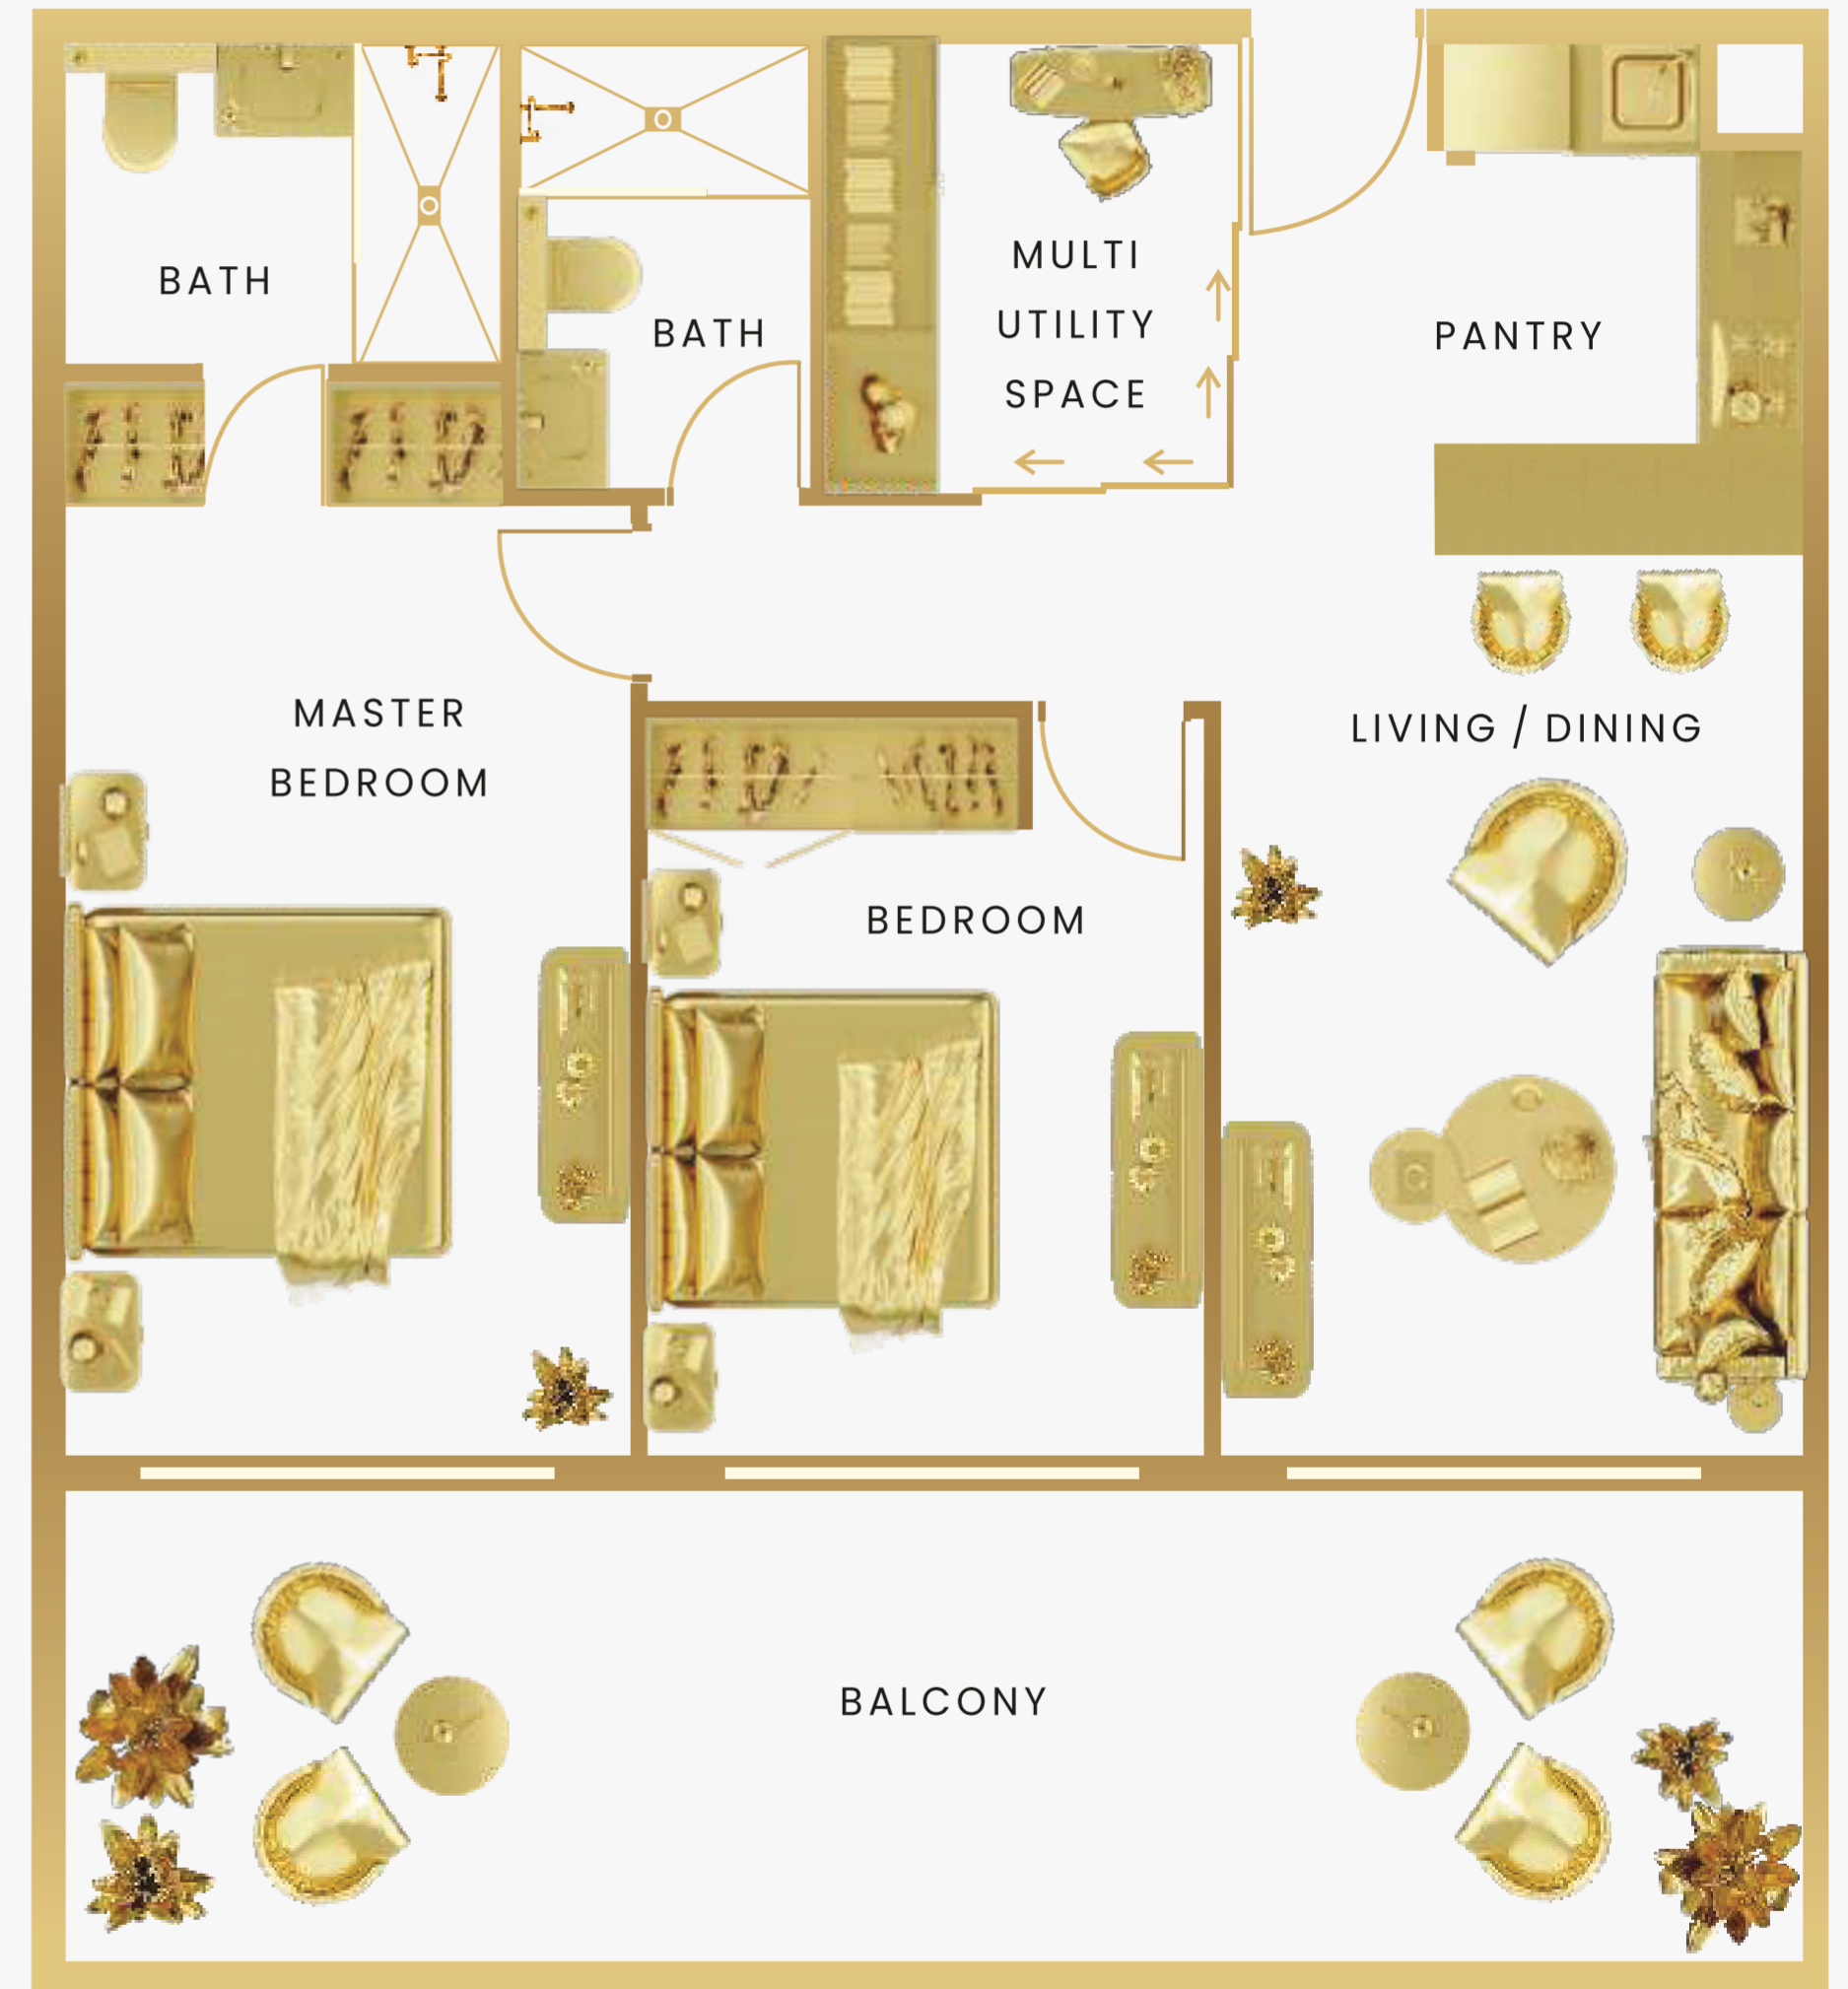 BATH
BATH
MULTI
UTILITY
SPACE
PANTRY
MASTER
BEDROOM
BEDROOM
LIVING / DINING
BALCONY